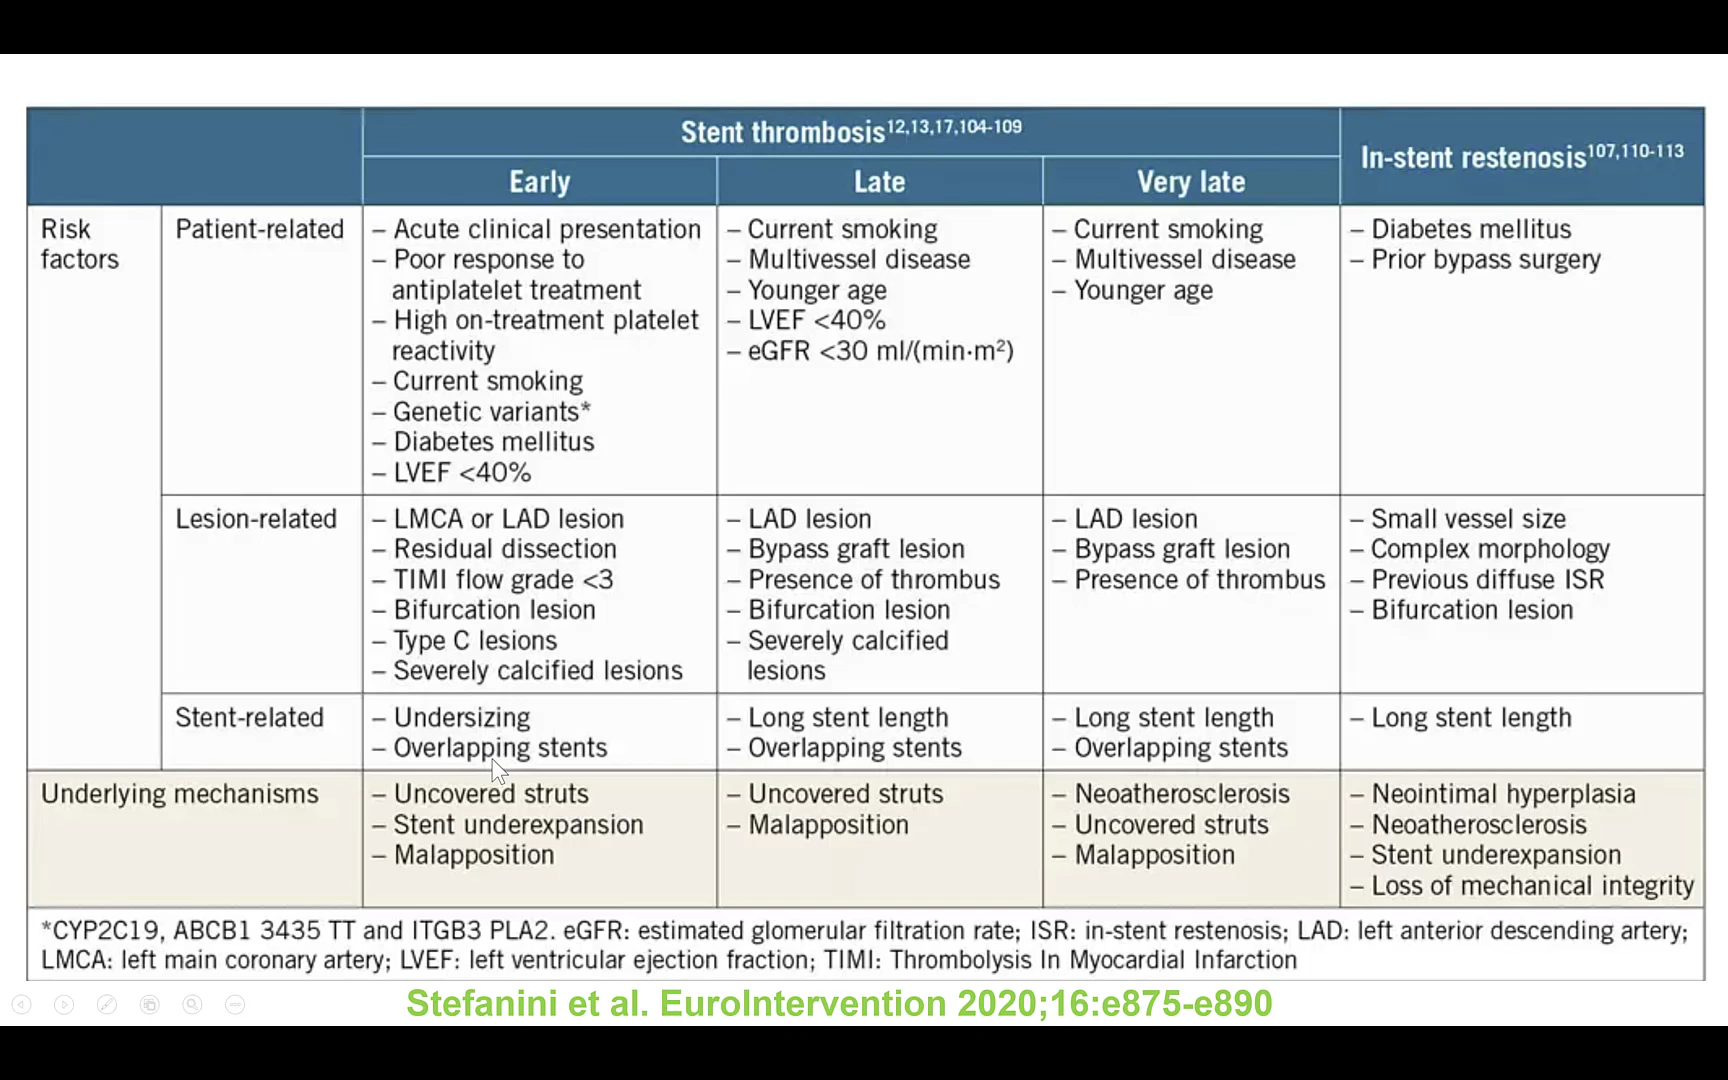 Stent thrombosis12,13,17,104-109
In-stent restenosis107,110-113
Early
Late
Very late
Risk
factors
Patient-related
– Acute clinical presentation
– Poor response to
antiplatelet treatment
– High on-treatment platelet
reactivity
– Current smoking
– Genetic variants*
– Diabetes mellitus
– LVEF <40%
– Current smoking
– Multivessel disease
– Younger age
– LVEF <40%
– eGFR <30 ml/(min·m²)
– Current smoking
– Multivessel disease
– Younger age
– Diabetes mellitus
– Prior bypass surgery
Lesion-related
– LMCA or LAD lesion
– Residual dissection
– TIMI flow grade <3
– Bifurcation lesion
– Type C lesions
– Severely calcified lesions
– LAD lesion
– Bypass graft lesion
– Presence of thrombus
– Bifurcation lesion
– Severely calcified
lesions
– LAD lesion
– Bypass graft lesion
– Presence of thrombus
– Small vessel size
– Complex morphology
– Previous diffuse ISR
– Bifurcation lesion
Stent-related
– Undersizing
– Overlapping stents
– Long stent length
– Overlapping stents
– Long stent length
– Overlapping stents
– Long stent length
Underlying mechanisms
– Uncovered struts
– Stent underexpansion
– Malapposition
– Uncovered struts
– Malapposition
– Neoatherosclerosis
– Uncovered struts
– Malapposition
– Neointimal hyperplasia
– Neoatherosclerosis
– Stent underexpansion
– Loss of mechanical integrity
*CYP2C19, ABCB1 3435 TT and ITGB3 PLA2. eGFR: estimated glomerular filtration rate; ISR: in-stent restenosis; LAD: left anterior descending artery;
LMCA: left main coronary artery; LVEF: left ventricular ejection fraction; TIMI: Thrombolysis In Myocardial Infarction
Stefanini et al. EuroIntervention 2020;16:e875-e890